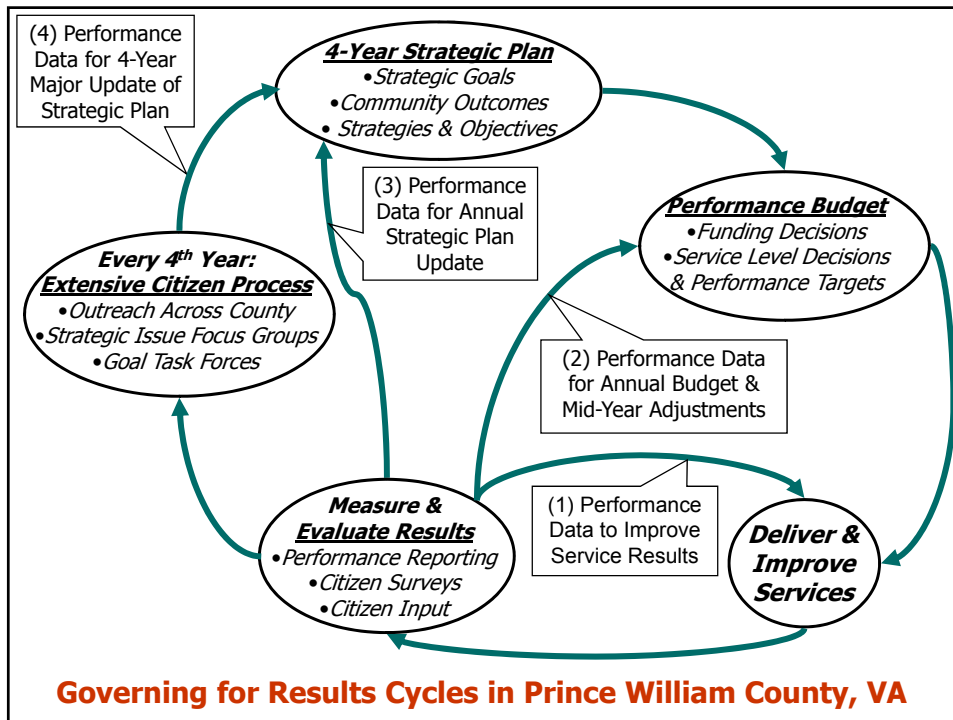 (4) Performance
Data for 4-Year
Major Update of
Strategic Plan
4-Year Strategic Plan
•Strategic Goals
•Community Outcomes
• Strategies & Objectives
(3) Performance
Data for Annual
Strategic Plan
Update
Performance Budget
•Funding Decisions
•Service Level Decisions
& Performance Targets
Every 4th Year:
Extensive Citizen Process
•Outreach Across County
•Strategic Issue Focus Groups
•Goal Task Forces
(2) Performance Data
for Annual Budget &
Mid-Year Adjustments
Measure &
Evaluate Results
•Performance Reporting
•Citizen Surveys
•Citizen Input
(1) Performance
Data to Improve
Service Results
Deliver &
Improve
Services
Governing for Results Cycles in Prince William County, VA